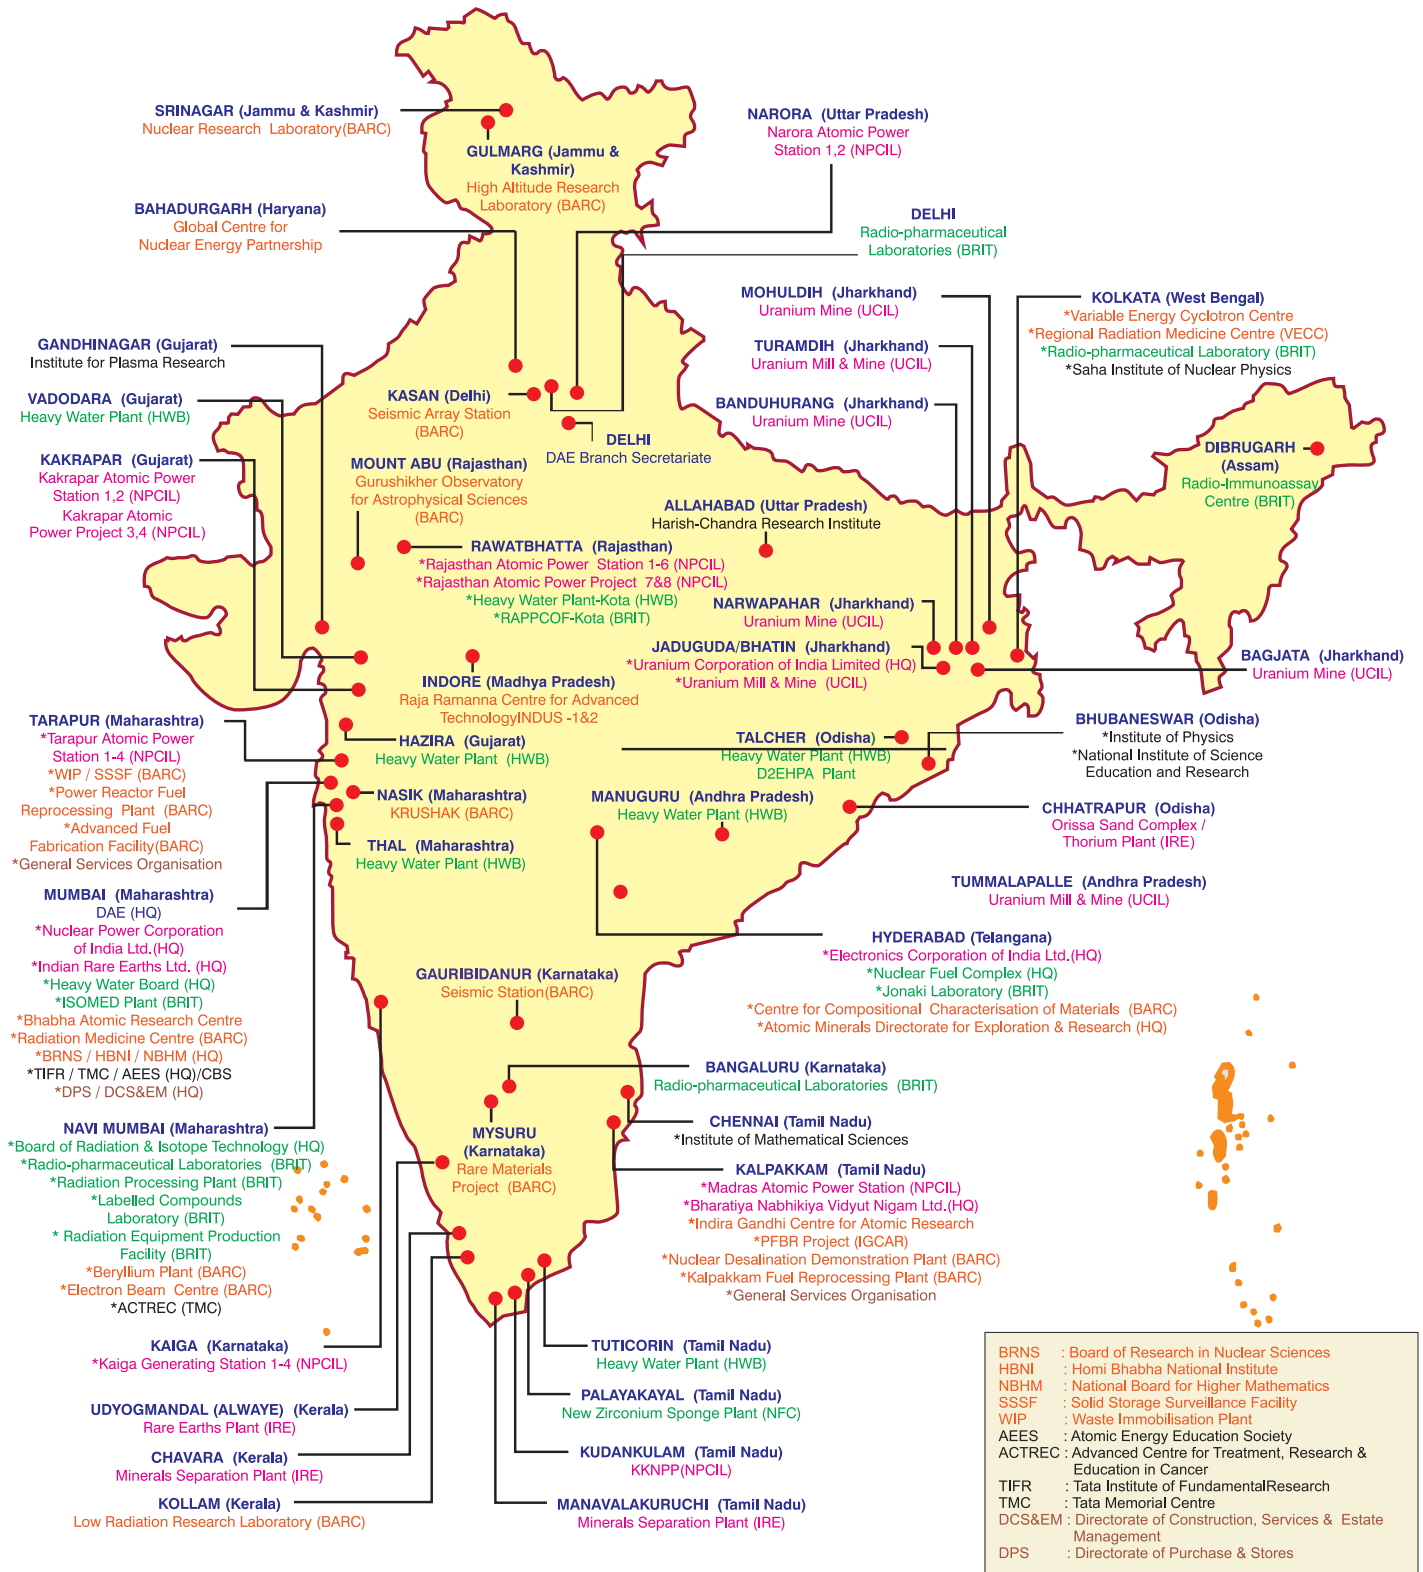 SRINAGAR (Jammu & Kashmir)
Nuclear Research Laboratory(BARC)
GULMARG (Jammu &
Kashmir)
High Altitude Research
Laboratory (BARC)
NARORA (Uttar Pradesh)
Narora Atomic Power
Station 1,2 (NPCIL)
BAHADURGARH (Haryana)
Global Centre for
Nuclear Energy Partnership
DELHI
Radio-pharmaceutical
Laboratories (BRIT)
MOHULDIH (Jharkhand)
Uranium Mine (UCIL)
TURAMDIH (Jharkhand)
Uranium Mill & Mine (UCIL)
BANDUHURANG (Jharkhand)
Uranium Mine (UCIL)
KOLKATA (West Bengal)
*Variable Energy Cyclotron Centre
*Regional Radiation Medicine Centre (VECC)
*Radio-pharmaceutical Laboratory (BRIT)
*Saha Institute of Nuclear Physics
GANDHINAGAR (Gujarat)
Institute for Plasma Research
VADODARA (Gujarat)
Heavy Water Plant (HWB)
KAKRAPAR (Gujarat)
Kakrapar Atomic Power
Station 1,2 (NPCIL)
Kakrapar Atomic
Power Project 3,4 (NPCIL)
KASAN (Delhi)
Seismic Array Station
(BARC)
DELHI
DAE Branch Secretariate
MOUNT ABU (Rajasthan)
Gurushikher Observatory
for Astrophysical Sciences
(BARC)
DIBRUGARH
(Assam)
Radio-Immunoassay
Centre (BRIT)
ALLAHABAD (Uttar Pradesh)
Harish-Chandra Research Institute
RAWATBHATTA (Rajasthan)
*Rajasthan Atomic Power Station 1-6 (NPCIL)
*Rajasthan Atomic Power Project 7&8 (NPCIL)
*Heavy Water Plant-Kota (HWB)
*RAPPCOF-Kota (BRIT)
NARWAPAHAR (Jharkhand)
Uranium Mine (UCIL)
JADUGUDA/BHATIN (Jharkhand)
*Uranium Corporation of India Limited (HQ)
*Uranium Mill & Mine (UCIL)
BAGJATA (Jharkhand)
Uranium Mine (UCIL)
INDORE (Madhya Pradesh)
Raja Ramanna Centre for Advanced
TechnologyINDUS -1&2
TARAPUR (Maharashtra)
*Tarapur Atomic Power
Station 1-4 (NPCIL)
*WIP / SSSF (BARC)
*Power Reactor Fuel
Reprocessing Plant (BARC)
*Advanced Fuel
Fabrication Facility(BARC)
*General Services Organisation
HAZIRA (Gujarat)
Heavy Water Plant (HWB)
TALCHER (Odisha)
Heavy Water Plant (HWB)
D2EHPA Plant
BHUBANESWAR (Odisha)
*Institute of Physics
*National Institute of Science
Education and Research
NASIK (Maharashtra)
KRUSHAK (BARC)
MANUGURU (Andhra Pradesh)
Heavy Water Plant (HWB)
CHHATRAPUR (Odisha)
Orissa Sand Complex /
Thorium Plant (IRE)
THAL (Maharashtra)
Heavy Water Plant (HWB)
TUMMALAPALLE (Andhra Pradesh)
Uranium Mill & Mine (UCIL)
MUMBAI (Maharashtra)
DAE (HQ)
*Nuclear Power Corporation
of India Ltd.(HQ)
*Indian Rare Earths Ltd. (HQ)
*Heavy Water Board (HQ)
*ISOMED Plant (BRIT)
*Bhabha Atomic Research Centre
*Radiation Medicine Centre (BARC)
*BRNS / HBNI / NBHM (HQ)
*TIFR / TMC / AEES (HQ)/CBS
*DPS / DCS&EM (HQ)
HYDERABAD (Telangana)
*Electronics Corporation of India Ltd.(HQ)
*Nuclear Fuel Complex (HQ)
*Jonaki Laboratory (BRIT)
*Centre for Compositional Characterisation of Materials (BARC)
*Atomic Minerals Directorate for Exploration & Research (HQ)
GAURIBIDANUR (Karnataka)
Seismic Station(BARC)
BANGALURU (Karnataka)
Radio-pharmaceutical Laboratories (BRIT)
CHENNAI (Tamil Nadu)
*Institute of Mathematical Sciences
MYSURU
(Karnataka)
Rare Materials
Project (BARC)
NAVI MUMBAI (Maharashtra)
*Board of Radiation & Isotope Technology (HQ)
*Radio-pharmaceutical Laboratories (BRIT)
*Radiation Processing Plant (BRIT)
*Labelled Compounds
Laboratory (BRIT)
* Radiation Equipment Production
Facility (BRIT)
*Beryllium Plant (BARC)
*Electron Beam Centre (BARC)
*ACTREC (TMC)
KALPAKKAM (Tamil Nadu)
*Madras Atomic Power Station (NPCIL)
*Bharatiya Nabhikiya Vidyut Nigam Ltd.(HQ)
*Indira Gandhi Centre for Atomic Research
*PFBR Project (IGCAR)
*Nuclear Desalination Demonstration Plant (BARC)
*Kalpakkam Fuel Reprocessing Plant (BARC)
*General Services Organisation
KAIGA (Karnataka)
*Kaiga Generating Station 1-4 (NPCIL)
TUTICORIN (Tamil Nadu)
Heavy Water Plant (HWB)
UDYOGMANDAL (ALWAYE) (Kerala)
Rare Earths Plant (IRE)
PALAYAKAYAL (Tamil Nadu)
New Zirconium Sponge Plant (NFC)
CHAVARA (Kerala)
Minerals Separation Plant (IRE)
KUDANKULAM (Tamil Nadu)
KKNPP(NPCIL)
KOLLAM (Kerala)
Low Radiation Research Laboratory (BARC)
MANAVALAKURUCHI (Tamil Nadu)
Minerals Separation Plant (IRE)
BRNS : Board of Research in Nuclear Sciences
HBNI : Homi Bhabha National Institute
NBHM : National Board for Higher Mathematics
SSSF : Solid Storage Surveillance Facility
WIP : Waste Immobilisation Plant
AEES : Atomic Energy Education Society
ACTREC : Advanced Centre for Treatment, Research &
Education in Cancer
TIFR : Tata Institute of FundamentalResearch
TMC : Tata Memorial Centre
DCS&EM : Directorate of Construction, Services & Estate
Management
DPS : Directorate of Purchase & Stores